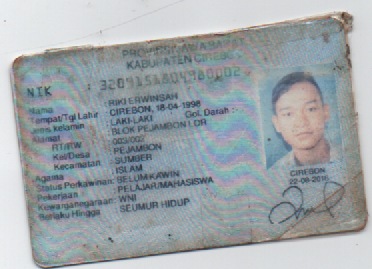 PROVINSI JAWA BARAT
KABUPATEN CIREBON
NIK :
Nama : RIKI ERWINSAH
Tempat/Tgl Lahir : CIREBON, 18-04-1998
Jenis kelamin : LAKI-LAKI Gol. Darah : -
Alamat : BLOK PEJAMBON LOR
RT/RW : 003/002
Kel/Desa : PEJAMBON
Kecamatan : SUMBER
Agama : ISLAM
Status Perkawinan : BELUM KAWIN
Pekerjaan : PELAJAR/MAHASISWA
Kewarganegaraan : WNI
Berlaku Hingga : SEUMUR HIDUP
CIREBON
22-08-2016